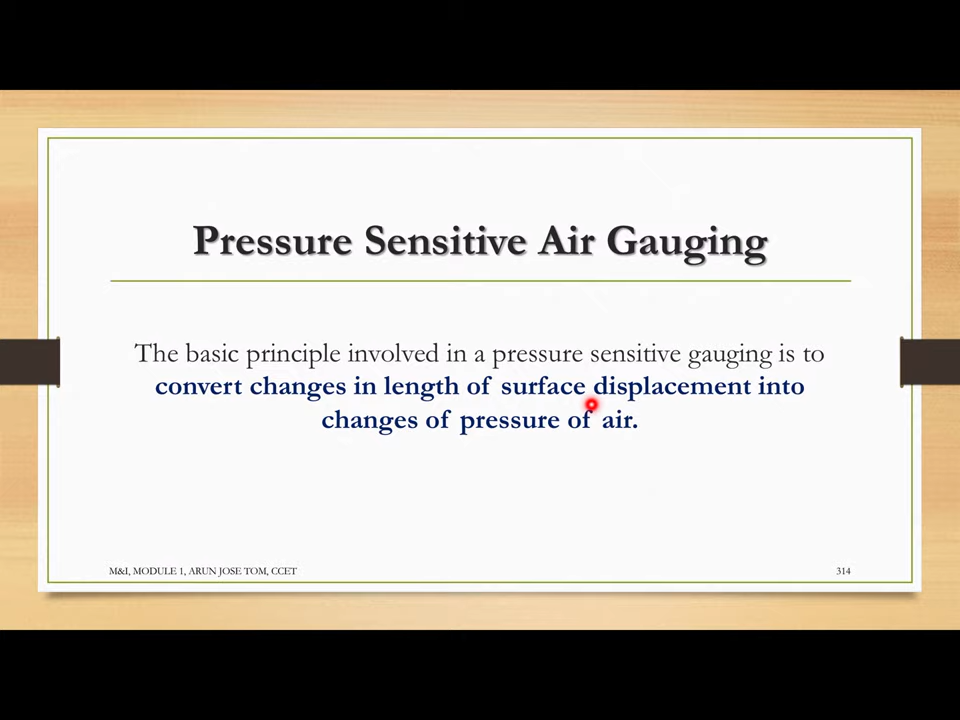 Pressure Sensitive Air Gauging
The basic principle involved in a pressure sensitive gauging is to
convert changes in length of surface displacement into
changes of pressure of air.
M&I, MODULE 1, ARUN JOSE TOM, CCET
314